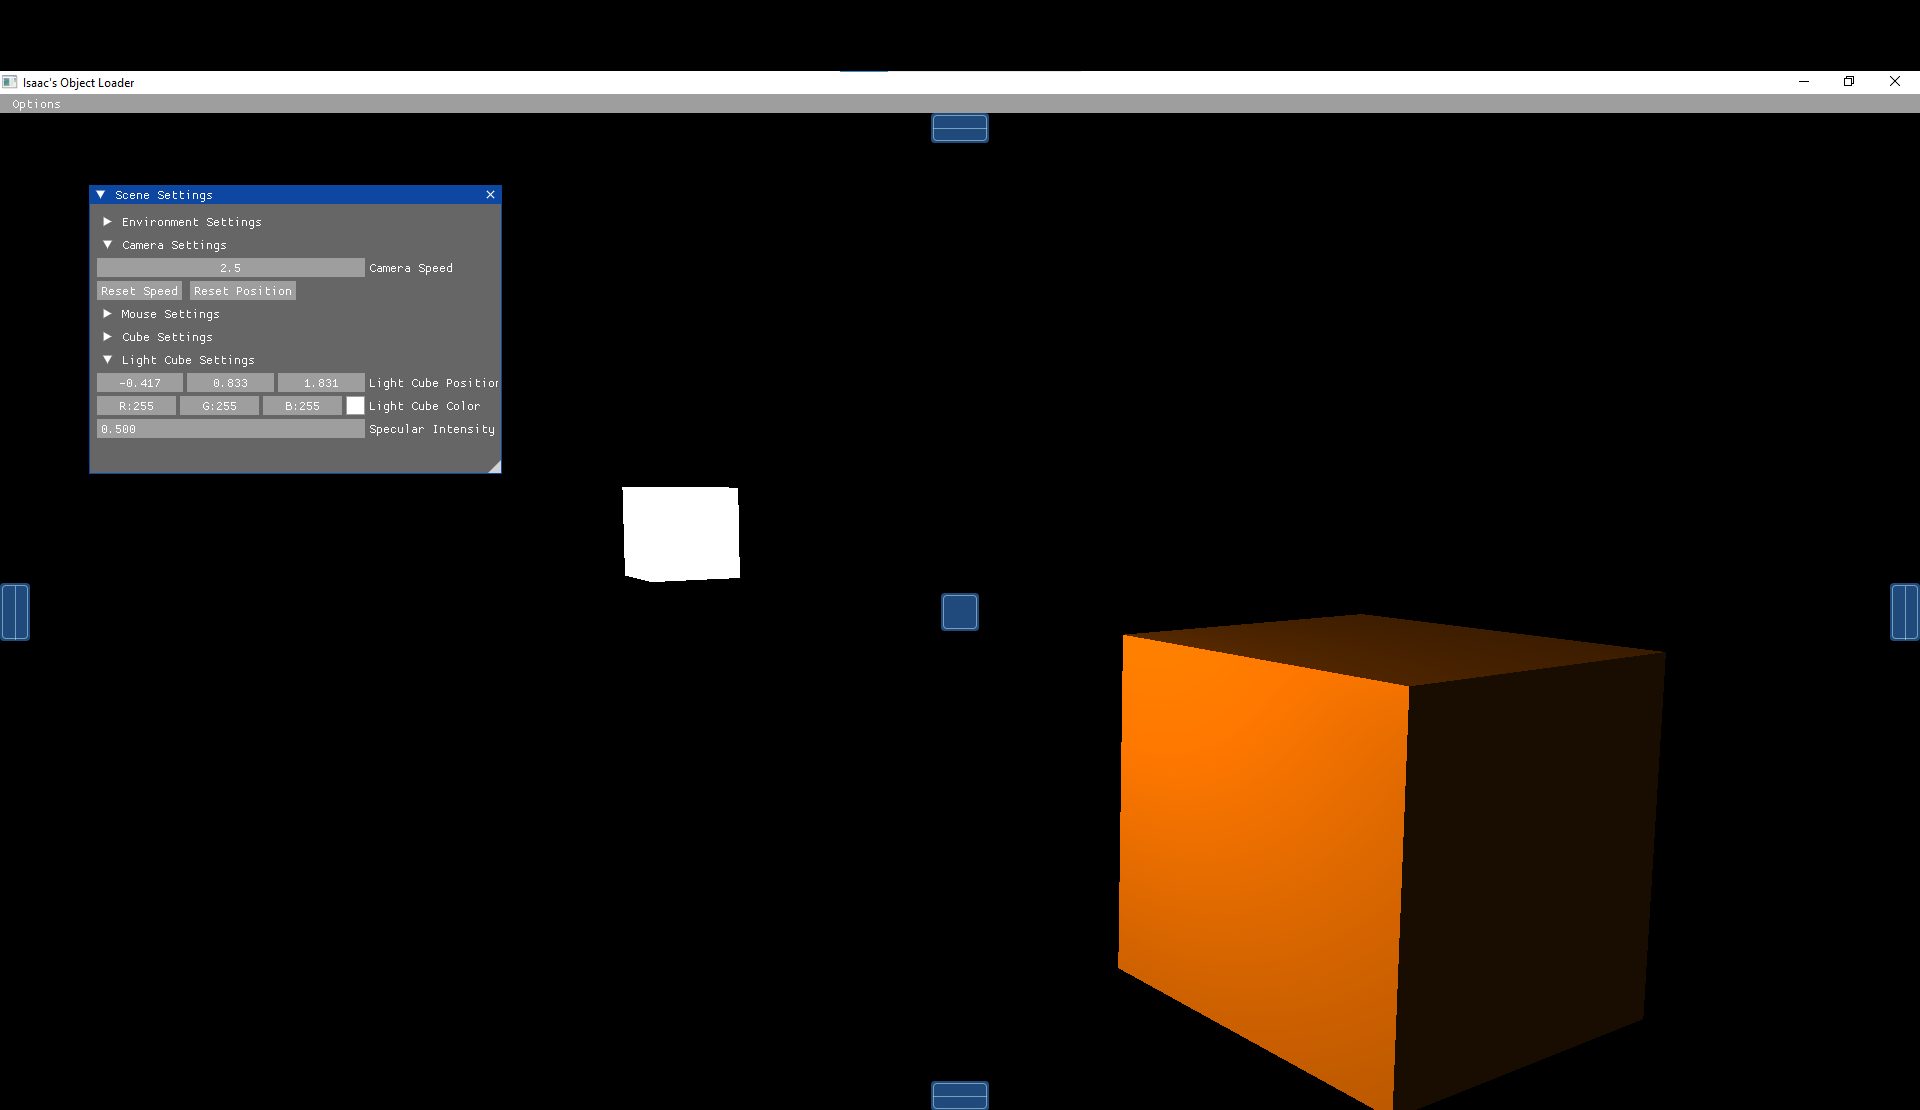 Isaac's Object Loader
Options
Scene Settings
Environment Settings
Camera Settings
2.5 Camera Speed
Reset Speed Reset Position
Mouse Settings
Cube Settings
Light Cube Settings
-0.417 0.833 1.831 Light Cube Position
R:255 G:255 B:255 Light Cube Color
0.500 Specular Intensity